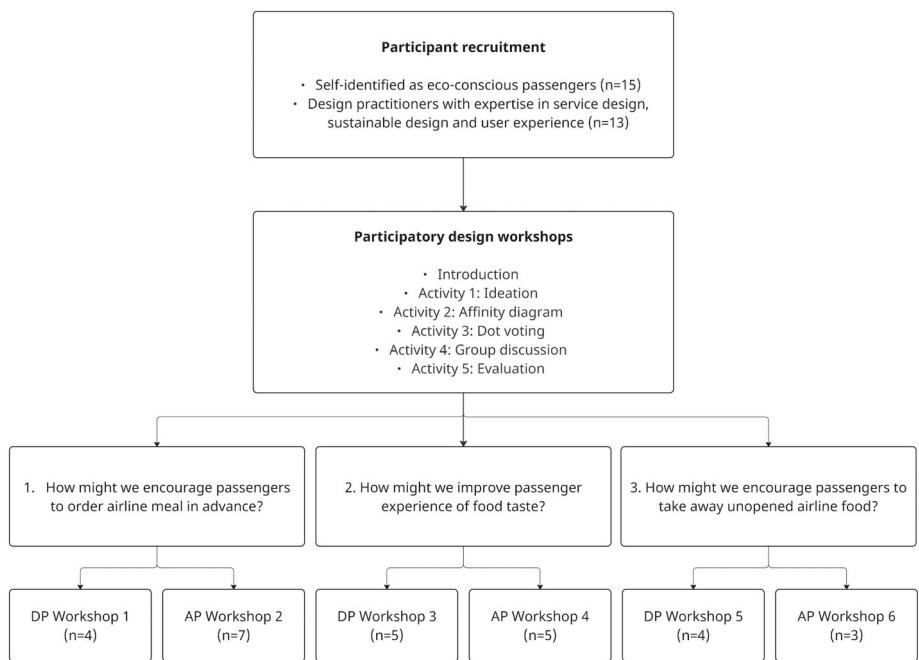 Participant recruitment
• Self-identified as eco-conscious passengers (n=15)
• Design practitioners with expertise in service design,
sustainable design and user experience (n=13)
Participatory design workshops
• Introduction
• Activity 1: Ideation
• Activity 2: Affinity diagram
• Activity 3: Dot voting
• Activity 4: Group discussion
• Activity 5: Evaluation
1. How might we encourage passengers
to order airline meal in advance?
2. How might we improve passenger
experience of food taste?
3. How might we encourage passengers to
take away unopened airline food?
DP Workshop 1
(n=4)
AP Workshop 2
(n=7)
DP Workshop 3
(n=5)
AP Workshop 4
(n=5)
DP Workshop 5
(n=4)
AP Workshop 6
(n=3)